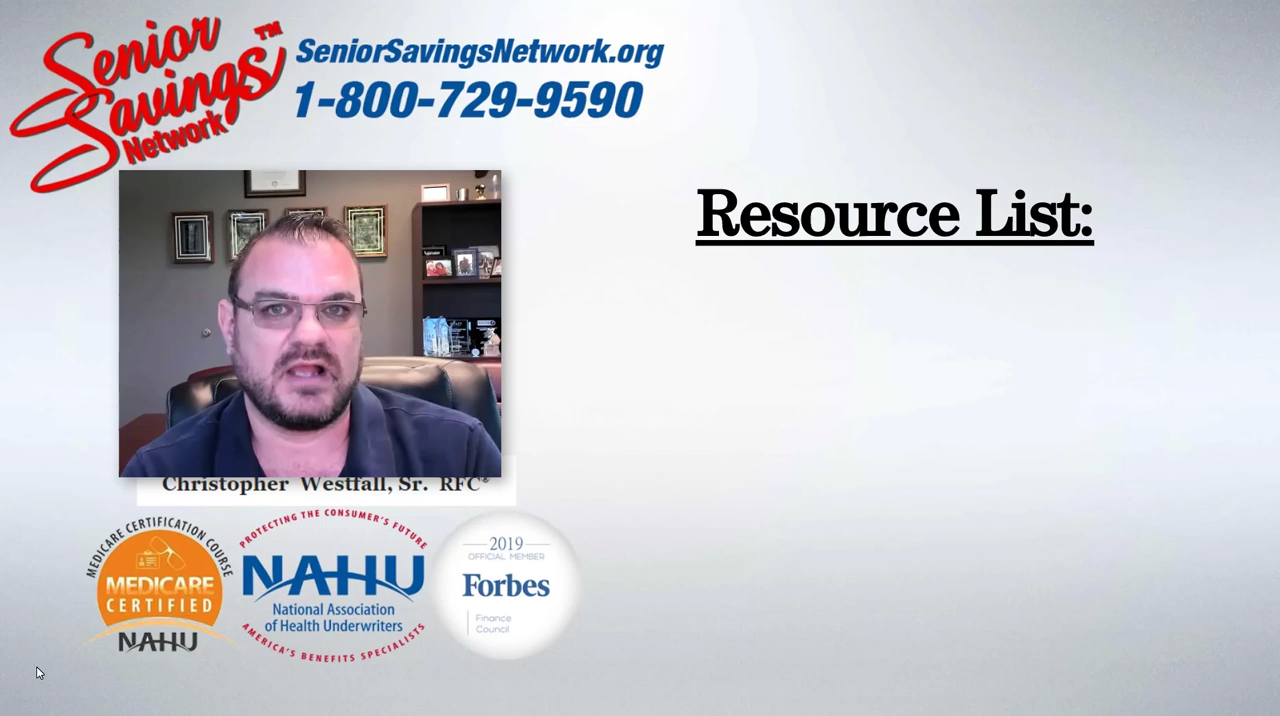 Senior
Savings™
Network
SeniorSavingsNetwork.org
1-800-729-9590
Resource List:
Christopher Westfall, Sr. RFC®
MEDICARE CERTIFICATION COURSE
MEDICARE
CERTIFIED
NAHU
PROTECTING THE CONSUMER'S FUTURE
NAHU
National Association
of Health Underwriters
AMERICA'S BENEFITS SPECIALISTS
2019
OFFICIAL MEMBER
Forbes
Finance
Council